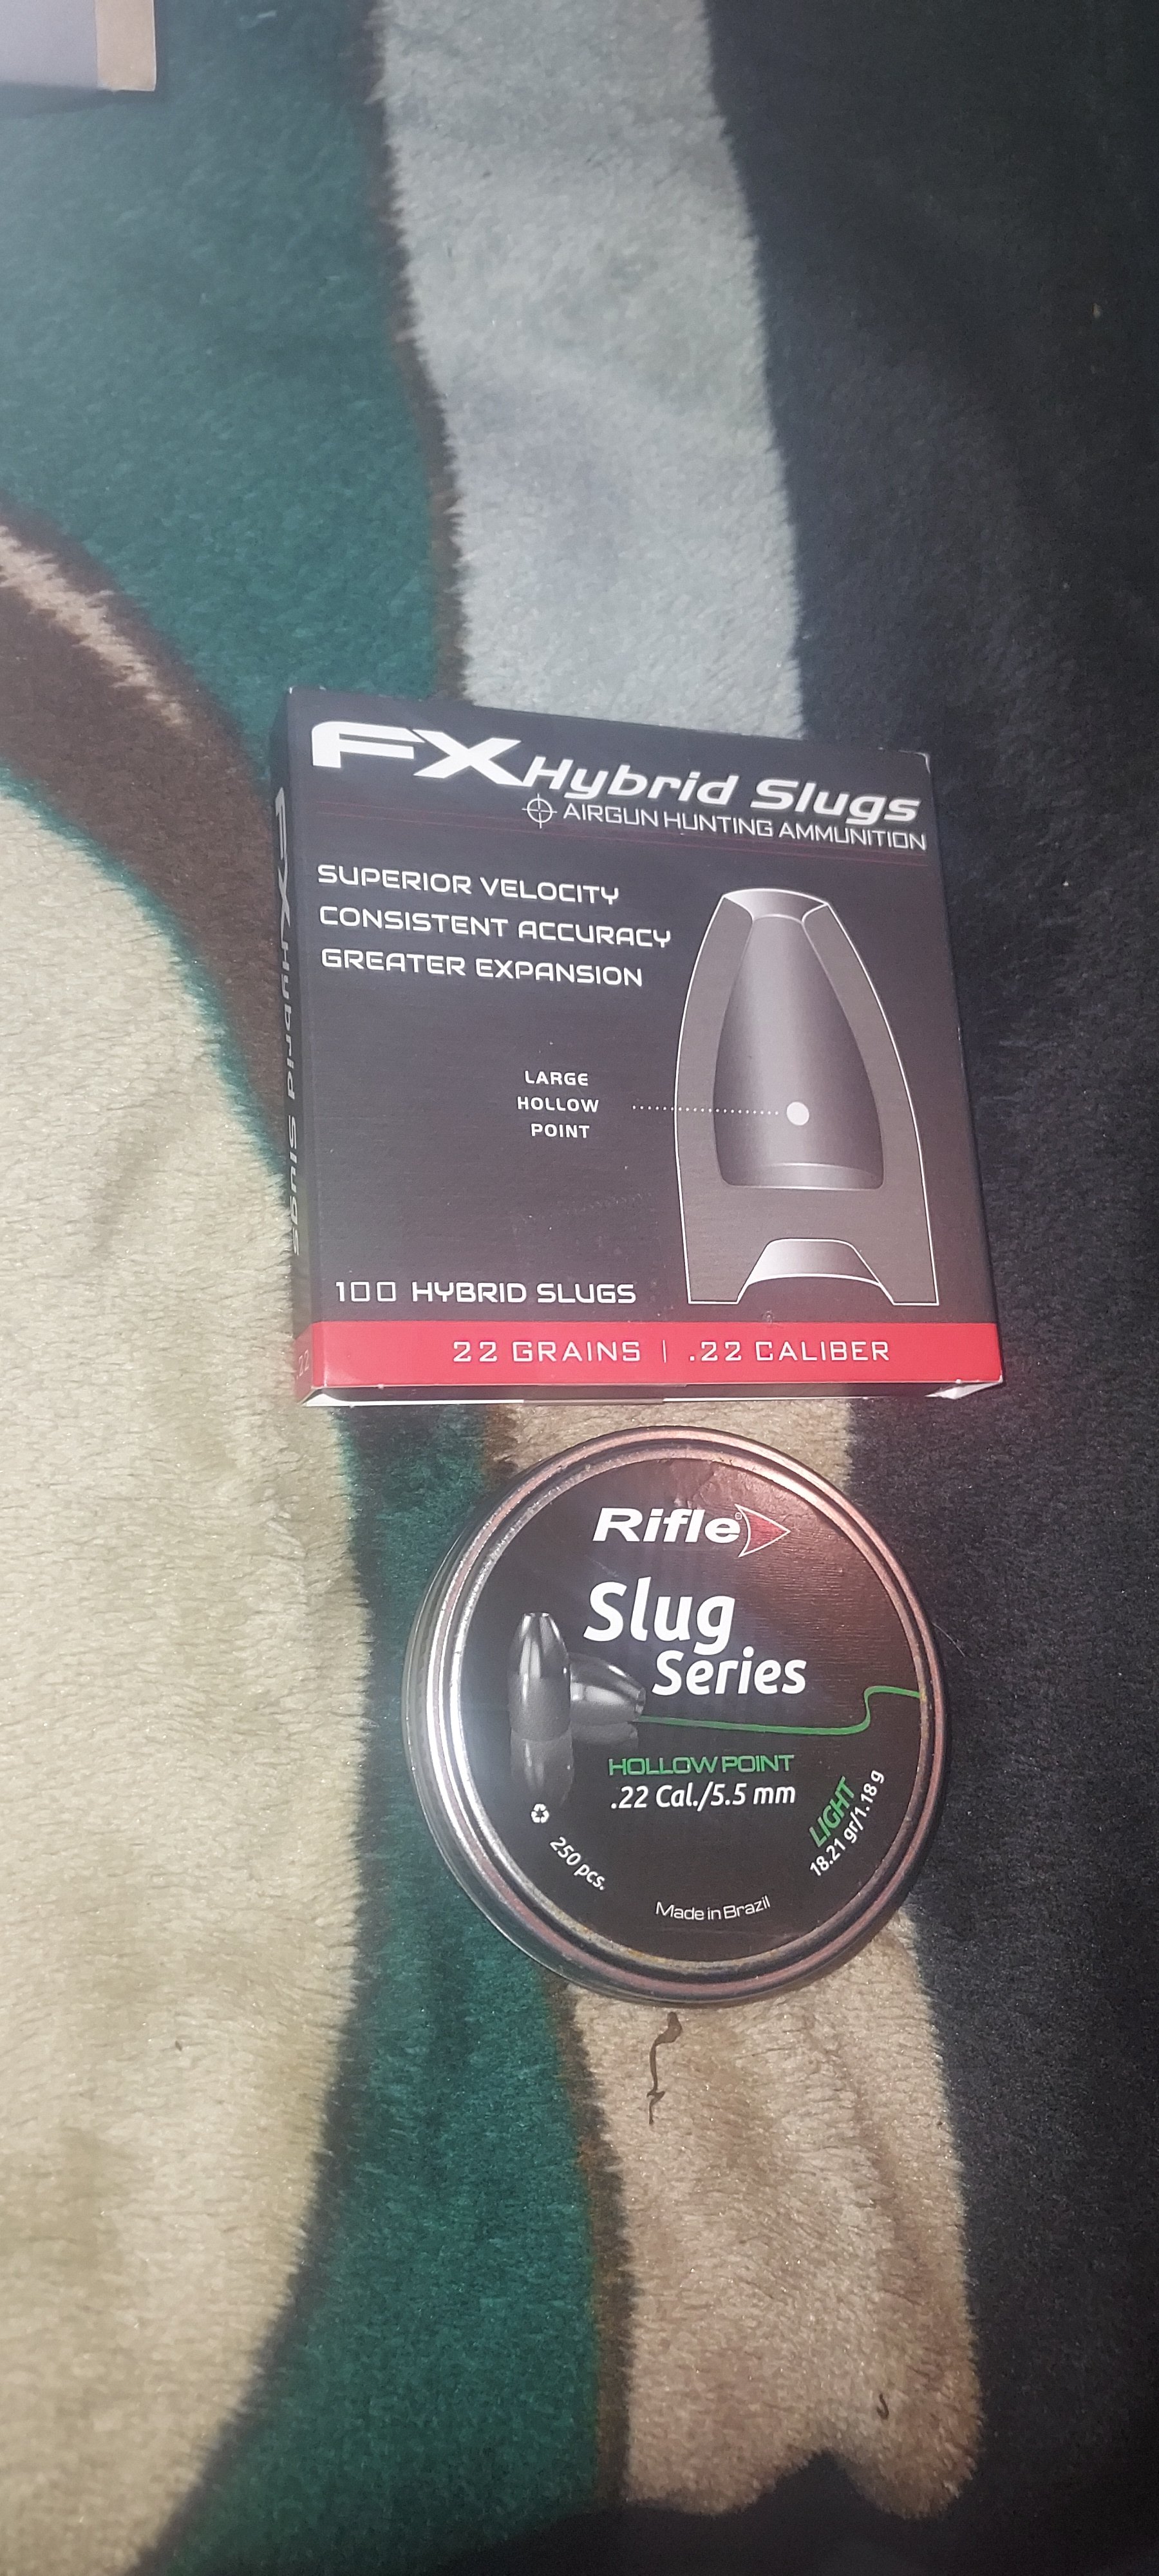 FX Hybrid Slugs
AIRGUN HUNTING AMMUNITION
SUPERIOR VELOCITY
CONSISTENT ACCURACY
GREATER EXPANSION
LARGE
HOLLOW
POINT
100 HYBRID SLUGS
22 GRAINS | .22 CALIBER
FX Hybrid Slugs
.22
Rifle
Slug
Series
HOLLOW POINT
.22 Cal./5.5 mm
LIGHT
18.21 gr/1.18 g
250 pcs.
Made in Brazil